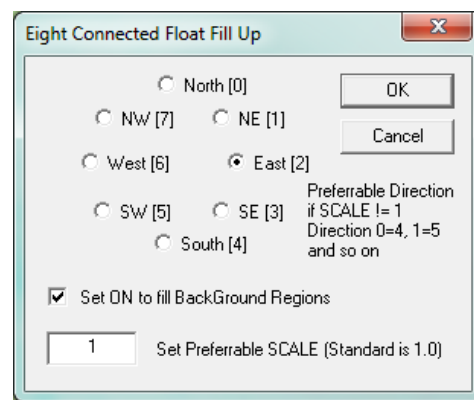 Eight Connected Float Fill Up
North [0]
OK
NW [7]
NE [1]
Cancel
West [6]
East [2]
SW [5]
SE [3]
South [4]
Preferrable Direction
if SCALE != 1
Direction 0=4, 1=5
and so on
Set ON to fill BackGround Regions
1
Set Preferrable SCALE (Standard is 1.0)